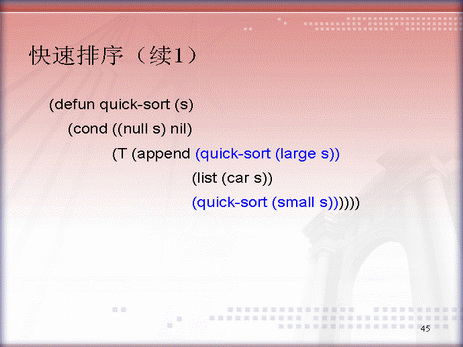 快速排序（续1）
(defun quick-sort (s)
(cond ((null s) nil)
(T (append (quick-sort (large s))
(list (car s))
(quick-sort (small s))))))
45